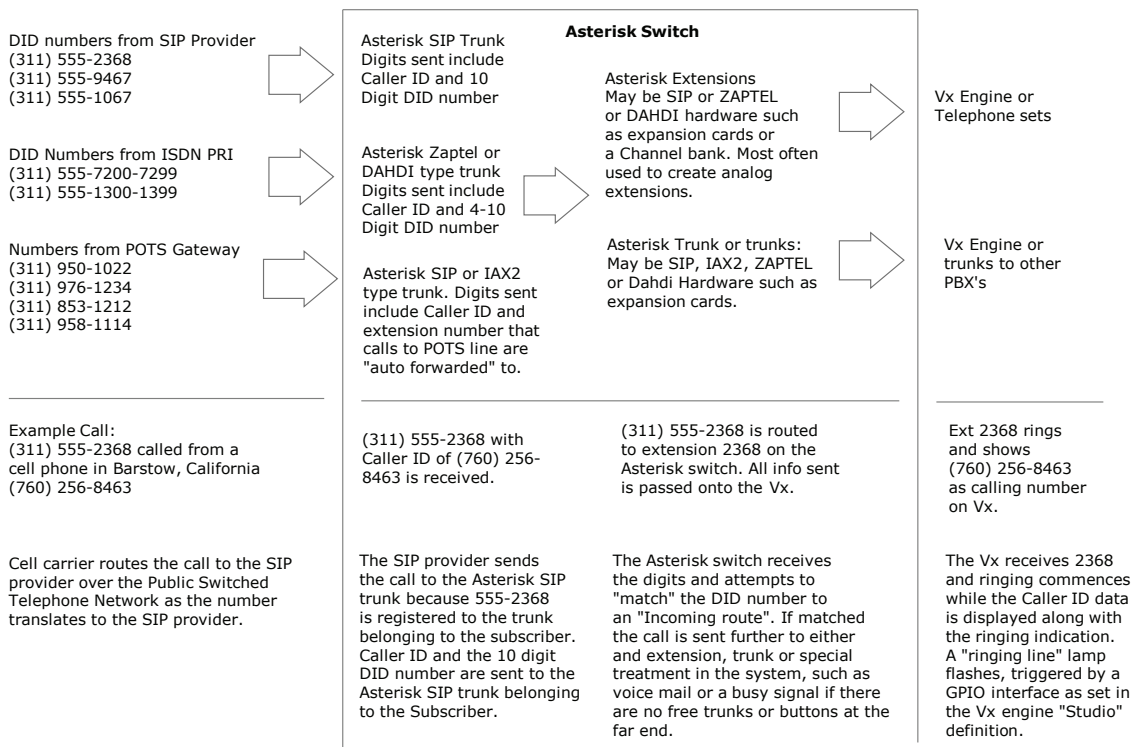 Asterisk Switch
DID numbers from SIP Provider
(311) 555-2368
(311) 555-9467
(311) 555-1067
Asterisk SIP Trunk
Digits sent include
Caller ID and 10
Digit DID number
Asterisk Extensions
May be SIP or ZAPTEL
or DAHDI hardware such
as expansion cards or
a Channel bank. Most often
used to create analog
extensions.
Vx Engine or
Telephone sets
DID Numbers from ISDN PRI
(311) 555-7200-7299
(311) 555-1300-1399
Asterisk Zaptel or
DAHDI type trunk
Digits sent include
Caller ID and 4-10
Digit DID number
Numbers from POTS Gateway
(311) 950-1022
(311) 976-1234
(311) 853-1212
(311) 958-1114
Asterisk SIP or IAX2
type trunk. Digits sent
include Caller ID and
extension number that
calls to POTS line are
"auto forwarded" to.
Asterisk Trunk or trunks:
May be SIP, IAX2, ZAPTEL
or Dahdi Hardware such as
expansion cards.
Vx Engine or
trunks to other
PBX's
Example Call:
(311) 555-2368 called from a
cell phone in Barstow, California
(760) 256-8463
(311) 555-2368 with
Caller ID of (760) 256-
8463 is received.
(311) 555-2368 is routed
to extension 2368 on the
Asterisk switch. All info sent
is passed onto the Vx.
Ext 2368 rings
and shows
(760) 256-8463
as calling number
on Vx.
Cell carrier routes the call to the SIP
provider over the Public Switched
Telephone Network as the number
translates to the SIP provider.
The SIP provider sends
the call to the Asterisk SIP
trunk because 555-2368
is registered to the trunk
belonging to the subscriber.
Caller ID and the 10 digit
DID number are sent to the
Asterisk SIP trunk belonging
to the Subscriber.
The Asterisk switch receives
the digits and attempts to
"match" the DID number to
an "Incoming route". If matched
the call is sent further to either
and extension, trunk or special
treatment in the system, such as
voice mail or a busy signal if there
are no free trunks or buttons at the
far end.
The Vx receives 2368
and ringing commences
while the Caller ID data
is displayed along with
the ringing indication.
A "ringing line" lamp
flashes, triggered by a
GPIO interface as set in
the Vx engine "Studio"
definition.